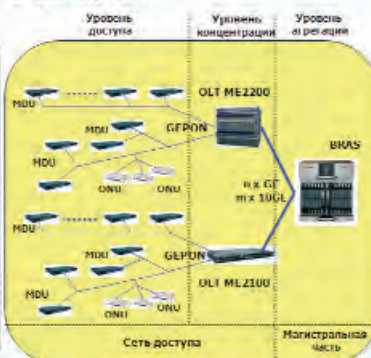 Уровень доступа
Уровень концентрации
Уровень агрегации
OLT ME2200
MDU
MDU
GEPON
BRAS
MDU
n x GE
m x 10GE
ONU ONU
MDU
MDU
GEPON
OLT ME2100
MDU
ONU ONU
Сеть доступа
Магистральная часть